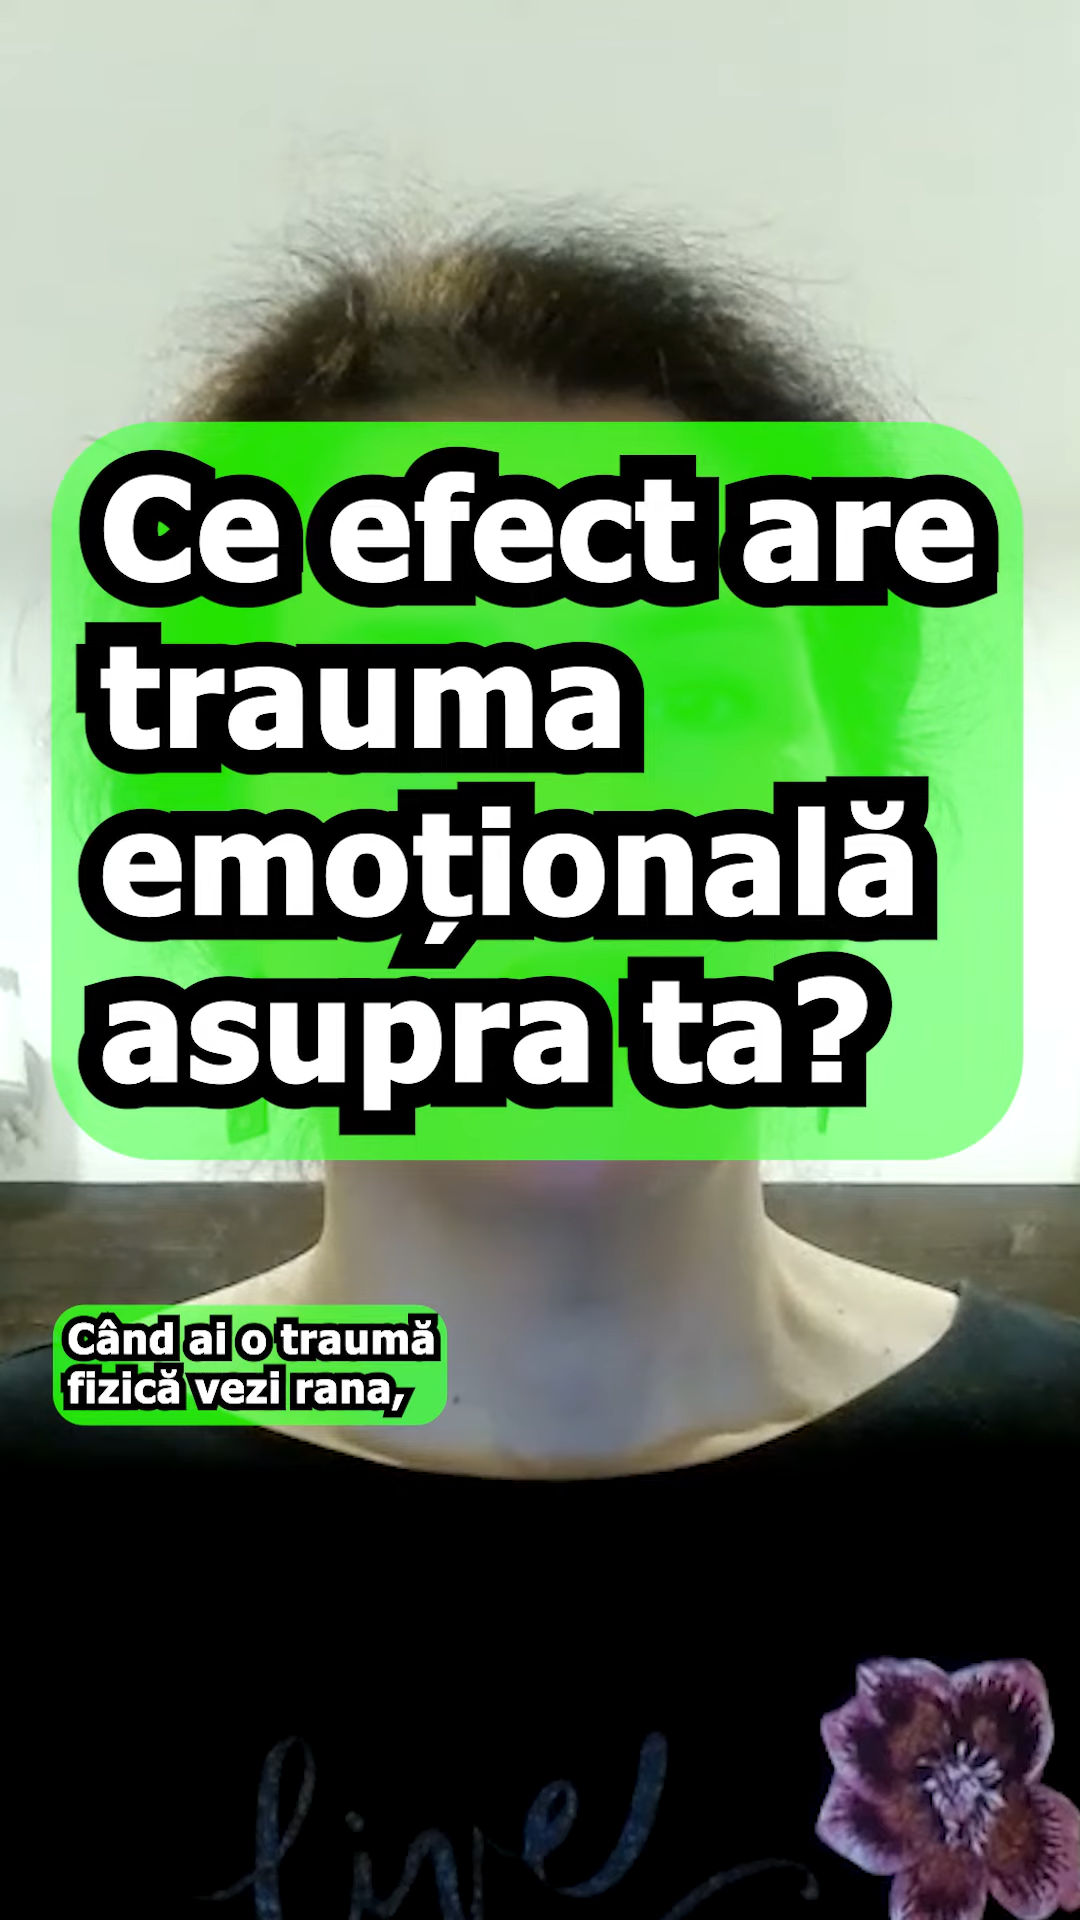 Ce efect are
trauma
emoțională
asupra ta?
Când ai o traumă
fizică vezi rana,
live